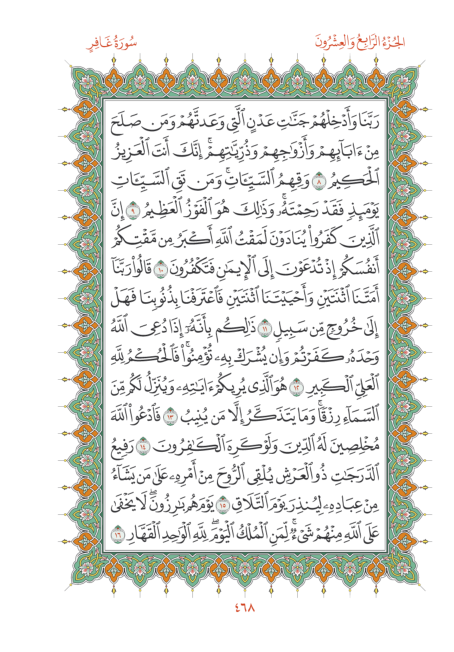 سُورَةُ غَافِرٍ
الجُزْءُ الرَّابِعُ وَالعِشْرُونَ
رَبَّنَا وَأَدْخِلْهُمْ جَنَّٰتِ عَدْنٍ ٱلَّتِي وَعَدتَّهُمْ وَمَن صَلَحَ
مِنْ ءَابَآئِهِمْ وَأَزْوَٰجِهِمْ وَذُرِّيَّٰتِهِمْۚ إِنَّكَ أَنتَ ٱلْعَزِيزُ
ٱلْحَكِيمُ ٨ وَقِهِمُ ٱلسَّيِّـَٔاتِۚ وَمَن تَقِ ٱلسَّيِّـَٔاتِ
يَوْمَئِذٍ فَقَدْ رَحِمْتَهُۥۚ وَذَٰلِكَ هُوَ ٱلْفَوْزُ ٱلْعَظِيمُ ٩ إِنَّ
ٱلَّذِينَ كَفَرُوا۟ يُنَادَوْنَ لَمَقْتُ ٱللَّهِ أَكْبَرُ مِن مَّقْتِكُمْ
أَنفُسَكُمْ إِذْ تُدْعَوْنَ إِلَى ٱلْإِيمَٰنِ فَتَكْفُرُونَ ١٠ قَالُوا۟ رَبَّنَآ
أَمَتَّنَا ٱثْنَتَيْنِ وَأَحْيَيْتَنَا ٱثْنَتَيْنِ فَٱعْتَرَفْنَا بِذُنُوبِنَا فَهَلْ
إِلَىٰ خُرُوجٍ مِّن سَبِيلٍ ١١ ذَٰلِكُم بِأَنَّهُۥٓ إِذَا دُعِيَ ٱللَّهُ
وَحْدَهُۥ كَفَرْتُمْ وَإِن يُشْرَكْ بِهِۦ تُؤْمِنُوا۟ۚ فَٱلْحُكْمُ لِلَّهِ
ٱلْعَلِيِّ ٱلْكَبِيرِ ١٢ هُوَ ٱلَّذِي يُرِيكُمْ ءَايَٰتِهِۦ وَيُنَزِّلُ لَكُم مِّنَ
ٱلسَّمَآءِ رِزْقًاۚ وَمَا يَتَذَكَّرُ إِلَّا مَن يُنِيبُ ١٣ فَٱدْعُوا۟ ٱللَّهَ
مُخْلِصِينَ لَهُ ٱلدِّينَ وَلَوْ كَرِهَ ٱلْكَٰفِرُونَ ١٤ رَفِيعُ
ٱلدَّرَجَٰتِ ذُو ٱلْعَرْشِ يُلْقِي ٱلرُّوحَ مِنْ أَمْرِهِۦ عَلَىٰ مَن يَشَآءُ
مِنْ عِبَادِهِۦ لِيُنذِرَ يَوْمَ ٱلتَّلَاقِ ١٥ يَوْمَ هُم بَٰرِزُونَۖ لَا يَخْفَىٰ
عَلَى ٱللَّهِ مِنْهُمْ شَيْءٌۚ لِّمَنِ ٱلْمُلْكُ ٱلْيَوْمَۖ لِلَّهِ ٱلْوَٰحِدِ ٱلْقَهَّارِ ١٦
٤٦٨